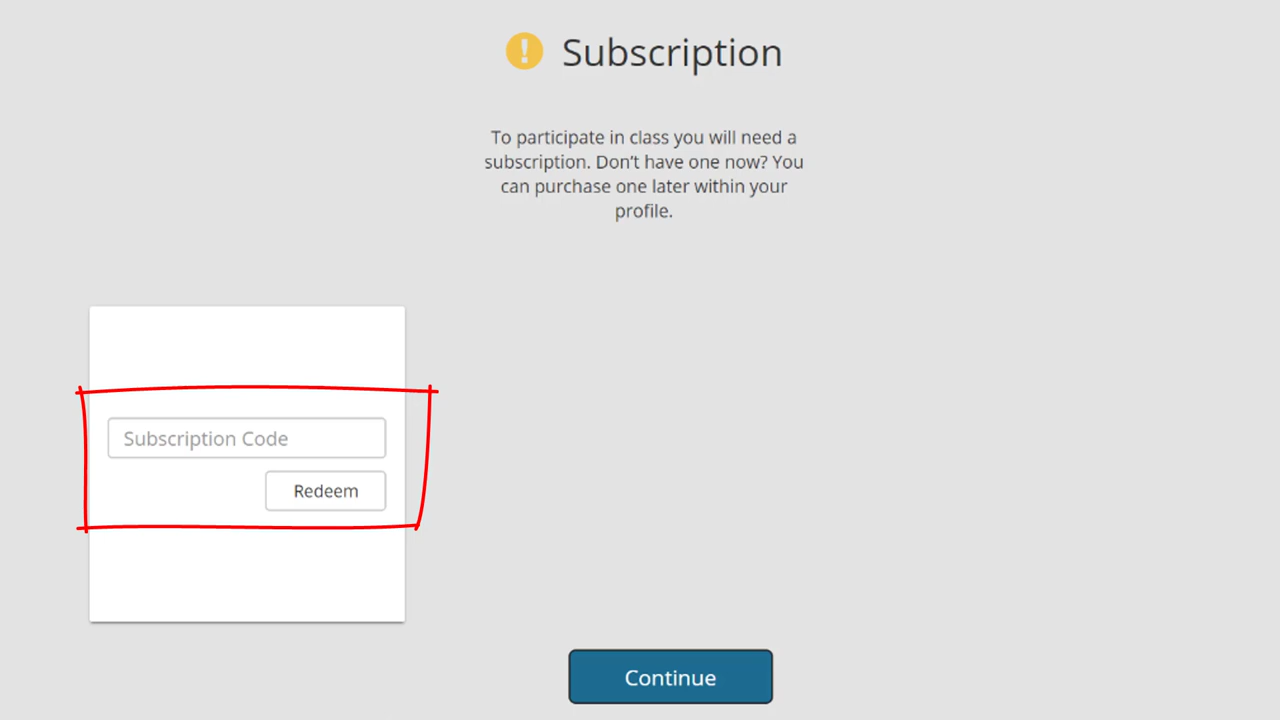 Subscription
To participate in class you will need a
subscription. Don't have one now? You
can purchase one later within your
profile.
Subscription Code
Redeem
Continue